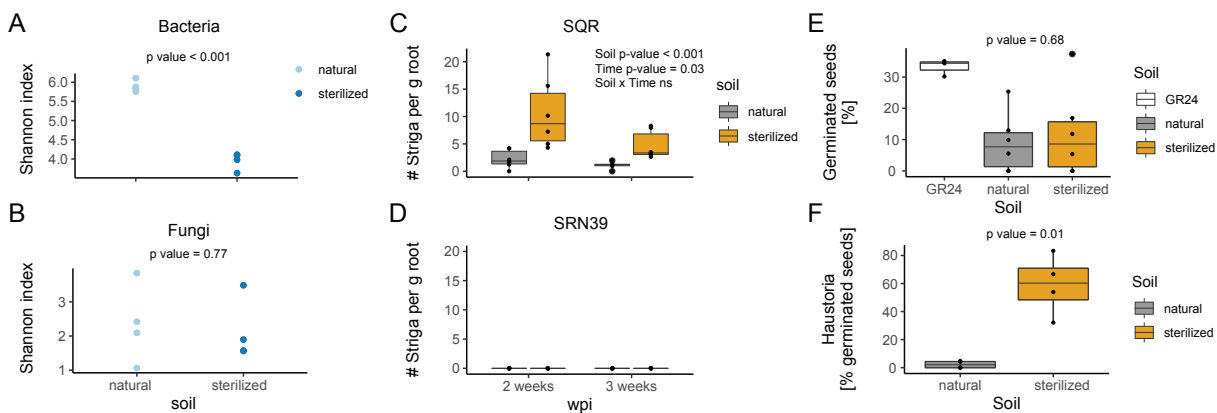 A
Bacteria
p value < 0.001
Shannon index
6.0
5.5
5.0
4.5
4.0
natural
sterilized
B
Fungi
p value = 0.77
Shannon index
3
2
1
natural
sterilized
soil
C
SQR
Soil p-value < 0.001
Time p-value = 0.03
Soil x Time ns
# Striga per g root
20
15
10
5
0
soil
natural
sterilized
D
SRN39
# Striga per g root
20
15
10
5
0
2 weeks
3 weeks
wpi
E
p value = 0.68
Germinated seeds
[%]
30
20
10
0
GR24
natural
sterilized
Soil
Soil
GR24
natural
sterilized
F
p value = 0.01
Haustoria
[% germinated seeds]
80
60
40
20
0
natural
sterilized
Soil
Soil
natural
sterilized